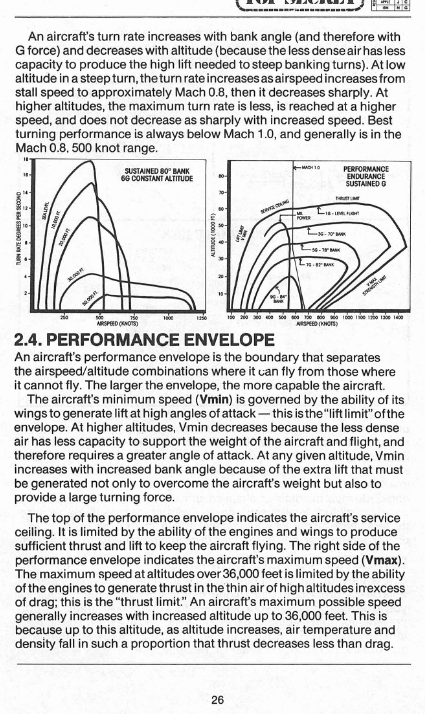 TOP SECRET
An aircraft's turn rate increases with bank angle (and therefore with
G force) and decreases with altitude (because the less dense air has less
capacity to produce the high lift needed to steep banking turns). At low
altitude in a steep turn, the turn rate increases as airspeed increases from
stall speed to approximately Mach 0.8, then it decreases sharply. At
higher altitudes, the maximum turn rate is less, is reached at a higher
speed, and does not decrease as sharply with increased speed. Best
turning performance is always below Mach 1.0, and generally is in the
Mach 0.8, 500 knot range.
SUSTAINED 80° BANK
6G CONSTANT ALTITUDE
TURN RATE DEGREES PER SECOND
18
16
14
12
10
8
6
4
2
SEA LEVEL
10,000 FT.
20,000 FT.
30,000 FT.
250 500 750 1000 1250
AIRSPEED (KNOTS)
MACH 1.0
PERFORMANCE
ENDURANCE
SUSTAINED G
THRUST LIMIT
SERVICE CEILING
MIL
POWER
1G - LEVEL FLIGHT
3G - 70° BANK
5G - 78° BANK
7G - 82° BANK
9G - 84°
BANK
LIFT LIMIT
V MIN
V MAX
STRENGTH LIMIT
ALTITUDE (1000 FT)
80
70
60
50
40
30
20
10
100 200 300 400 500 600 700 800 900 1000 1100 1200 1300 1400
AIRSPEED (KNOTS)
2.4. PERFORMANCE ENVELOPE
An aircraft's performance envelope is the boundary that separates
the airspeed/altitude combinations where it can fly from those where
it cannot fly. The larger the envelope, the more capable the aircraft.
The aircraft's minimum speed (Vmin) is governed by the ability of its
wings to generate lift at high angles of attack — this is the "lift limit" of the
envelope. At higher altitudes, Vmin decreases because the less dense
air has less capacity to support the weight of the aircraft and flight, and
therefore requires a greater angle of attack. At any given altitude, Vmin
increases with increased bank angle because of the extra lift that must
be generated not only to overcome the aircraft's weight but also to
provide a large turning force.
The top of the performance envelope indicates the aircraft's service
ceiling. It is limited by the ability of the engines and wings to produce
sufficient thrust and lift to keep the aircraft flying. The right side of the
performance envelope indicates the aircraft's maximum speed (Vmax).
The maximum speed at altitudes over 36,000 feet is limited by the ability
of the engines to generate thrust in the thin air of high altitudes irexcess
of drag; this is the "thrust limit." An aircraft's maximum possible speed
generally increases with increased altitude up to 36,000 feet. This is
because up to this altitude, as altitude increases, air temperature and
density fall in such a proportion that thrust decreases less than drag.
26